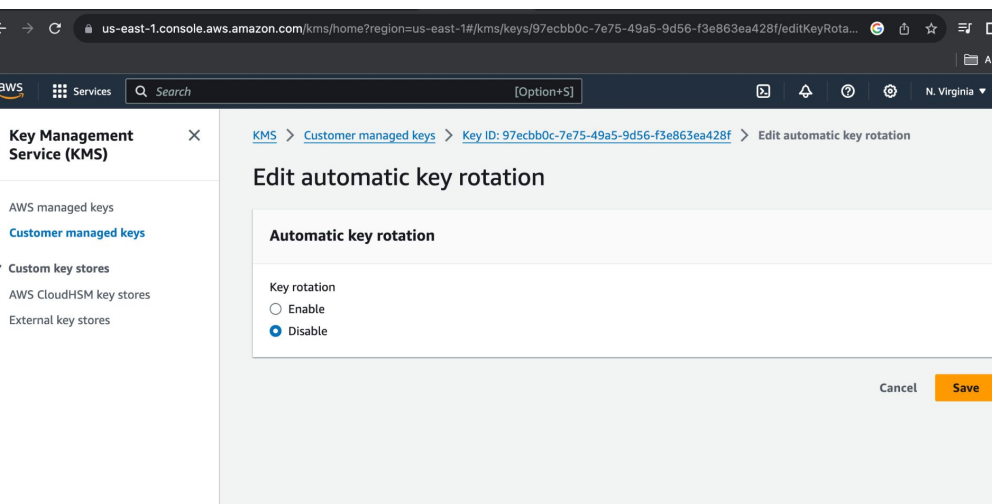 us-east-1.console.aws.amazon.com/kms/home?region=us-east-1#/kms/keys/97ecbb0c-7e75-49a5-9d56-f3e863ea428f/editKeyRota...
A
aws Services Search [Option+S] N. Virginia
Key Management
Service (KMS)
AWS managed keys
Customer managed keys
Custom key stores
AWS CloudHSM key stores
External key stores
KMS > Customer managed keys > Key ID: 97ecbb0c-7e75-49a5-9d56-f3e863ea428f > Edit automatic key rotation
Edit automatic key rotation
Automatic key rotation
Key rotation
Enable
Disable
Cancel Save